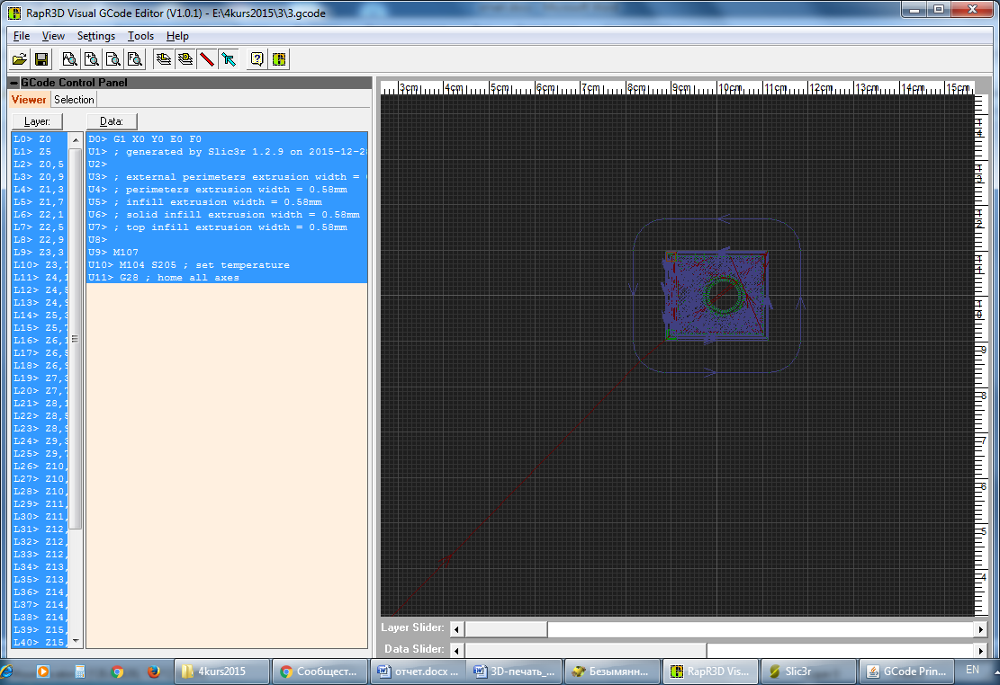 RapR3D Visual GCode Editor (V1.0.1) - E:\4kurs2015\3\3.gcode
File View Settings Tools Help
GCode Control Panel
Viewer Selection
Layer: Data:
L0> Z0
L1> Z5
L2> Z0,5
L3> Z0,9
L4> Z1,3
L5> Z1,7
L6> Z2,1
L7> Z2,5
L8> Z2,9
L9> Z3,3
L10> Z3,7
L11> Z4,1
L12> Z4,5
L13> Z4,9
L14> Z5,3
L15> Z5,7
L16> Z6,1
L17> Z6,5
L18> Z6,9
L19> Z7,3
L20> Z7,7
L21> Z8,1
L22> Z8,5
L23> Z8,9
L24> Z9,3
L25> Z9,7
L26> Z10,
L27> Z10,
L28> Z10,
L29> Z11,
L30> Z11,
L31> Z12,
L32> Z12,
L33> Z12,
L34> Z13,
L35> Z13,
L36> Z14,
L37> Z14,
L38> Z14,
L39> Z15,
L40> Z15,
D0> G1 X0 Y0 E0 F0
U1> ; generated by Slic3r 1.2.9 on 2015-12-28
U2>
U3> ; external perimeters extrusion width =
U4> ; perimeters extrusion width = 0.58mm
U5> ; infill extrusion width = 0.58mm
U6> ; solid infill extrusion width = 0.58mm
U7> ; top infill extrusion width = 0.58mm
U8>
U9> M107
U10> M104 S205 ; set temperature
U11> G28 ; home all axes
3cm 4cm 5cm 6cm 7cm 8cm 9cm 10cm 11cm 12cm 13cm 14cm 15cm
14
13
12
11
10
9
8
7
6
5
4
Layer Slider:
Data Slider:
4kurs2015 Сообщест... отчет.docx ... 3D-печать_... Безымянн... RapR3D Vis... Slic3r GCode Prin... EN